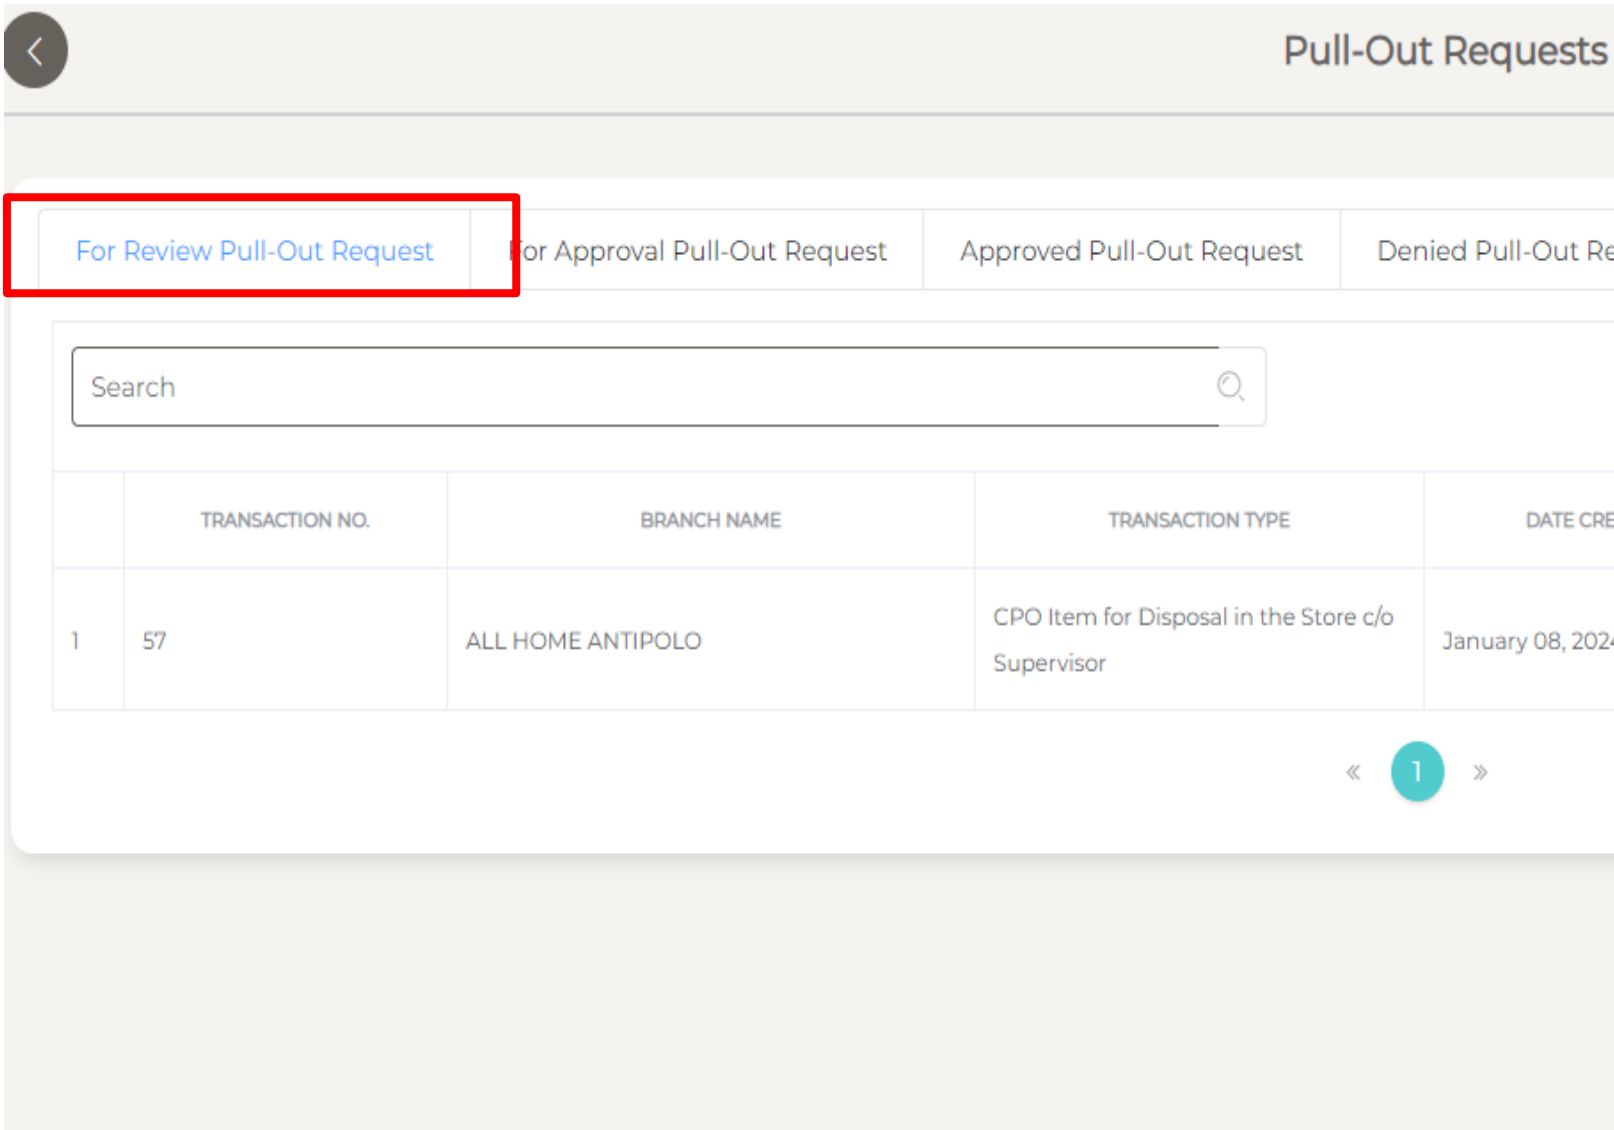 Pull-Out Requests
For Review Pull-Out Request
For Approval Pull-Out Request
Approved Pull-Out Request
Denied Pull-Out Re
Search
TRANSACTION NO.
BRANCH NAME
TRANSACTION TYPE
DATE CRE
1
57
ALL HOME ANTIPOLO
CPO Item for Disposal in the Store c/o
Supervisor
January 08, 2024
«
1
»